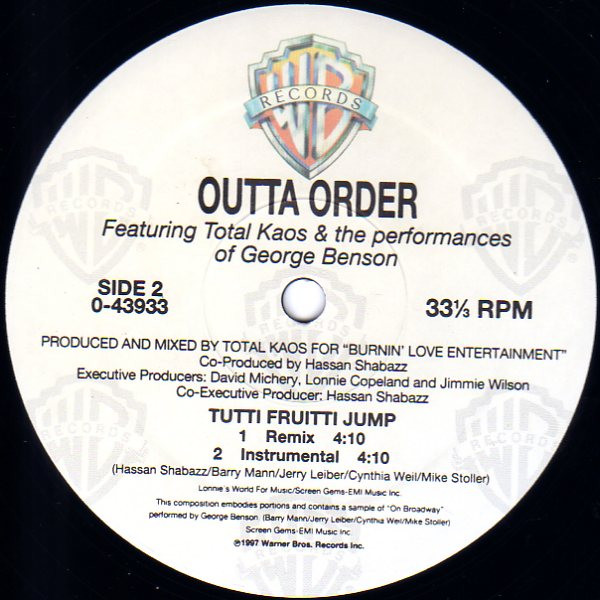 WB
RECORDS
OUTTA ORDER
Featuring Total Kaos & the performances
of George Benson
SIDE 2
0-43933
33⅓ RPM
PRODUCED AND MIXED BY TOTAL KAOS FOR "BURNIN' LOVE ENTERTAINMENT"
Co-Produced by Hassan Shabazz
Executive Producers: David Michery, Lonnie Copeland and Jimmie Wilson
Co-Executive Producer: Hassan Shabazz
TUTTI FRUITTI JUMP
1 Remix 4:10
2 Instrumental 4:10
(Hassan Shabazz/Barry Mann/Jerry Leiber/Cynthia Weil/Mike Stoller)
Lonnie's World For Music/Screen Gems-EMI Music Inc.
This composition embodies portions and contains a sample of "On Broadway"
performed by George Benson. (Barry Mann/Jerry Leiber/Cynthia Weil/Mike Stoller)
Screen Gems-EMI Music Inc.
℗1997 Warner Bros. Records Inc.